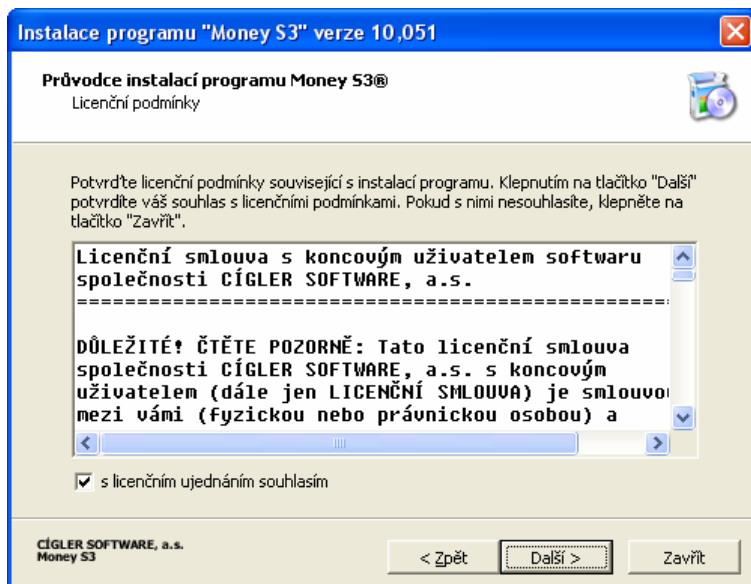 Instalace programu "Money S3" verze 10,051
Průvodce instalací programu Money S3®
Licenční podmínky
Potvrďte licenční podmínky související s instalací programu. Klepnutím na tlačítko "Další"
potvrdíte váš souhlas s licenčními podmínkami. Pokud s nimi nesouhlasíte, klepněte na
tlačítko "Zavřít".
Licenční smlouva s koncovým uživatelem softwaru
společnosti CÍGLER SOFTWARE, a.s.
=================================================
DŮLEŽITÉ! ČTĚTE POZORNĚ: Tato licenční smlouva
společnosti CÍGLER SOFTWARE, a.s. s koncovým
uživatelem (dále jen LICENČNÍ SMLOUVA) je smlouvou
mezi vámi (fyzickou nebo právnickou osobou) a
s licenčním ujednáním souhlasím
CÍGLER SOFTWARE, a.s.
Money S3
< Zpět Další > Zavřít